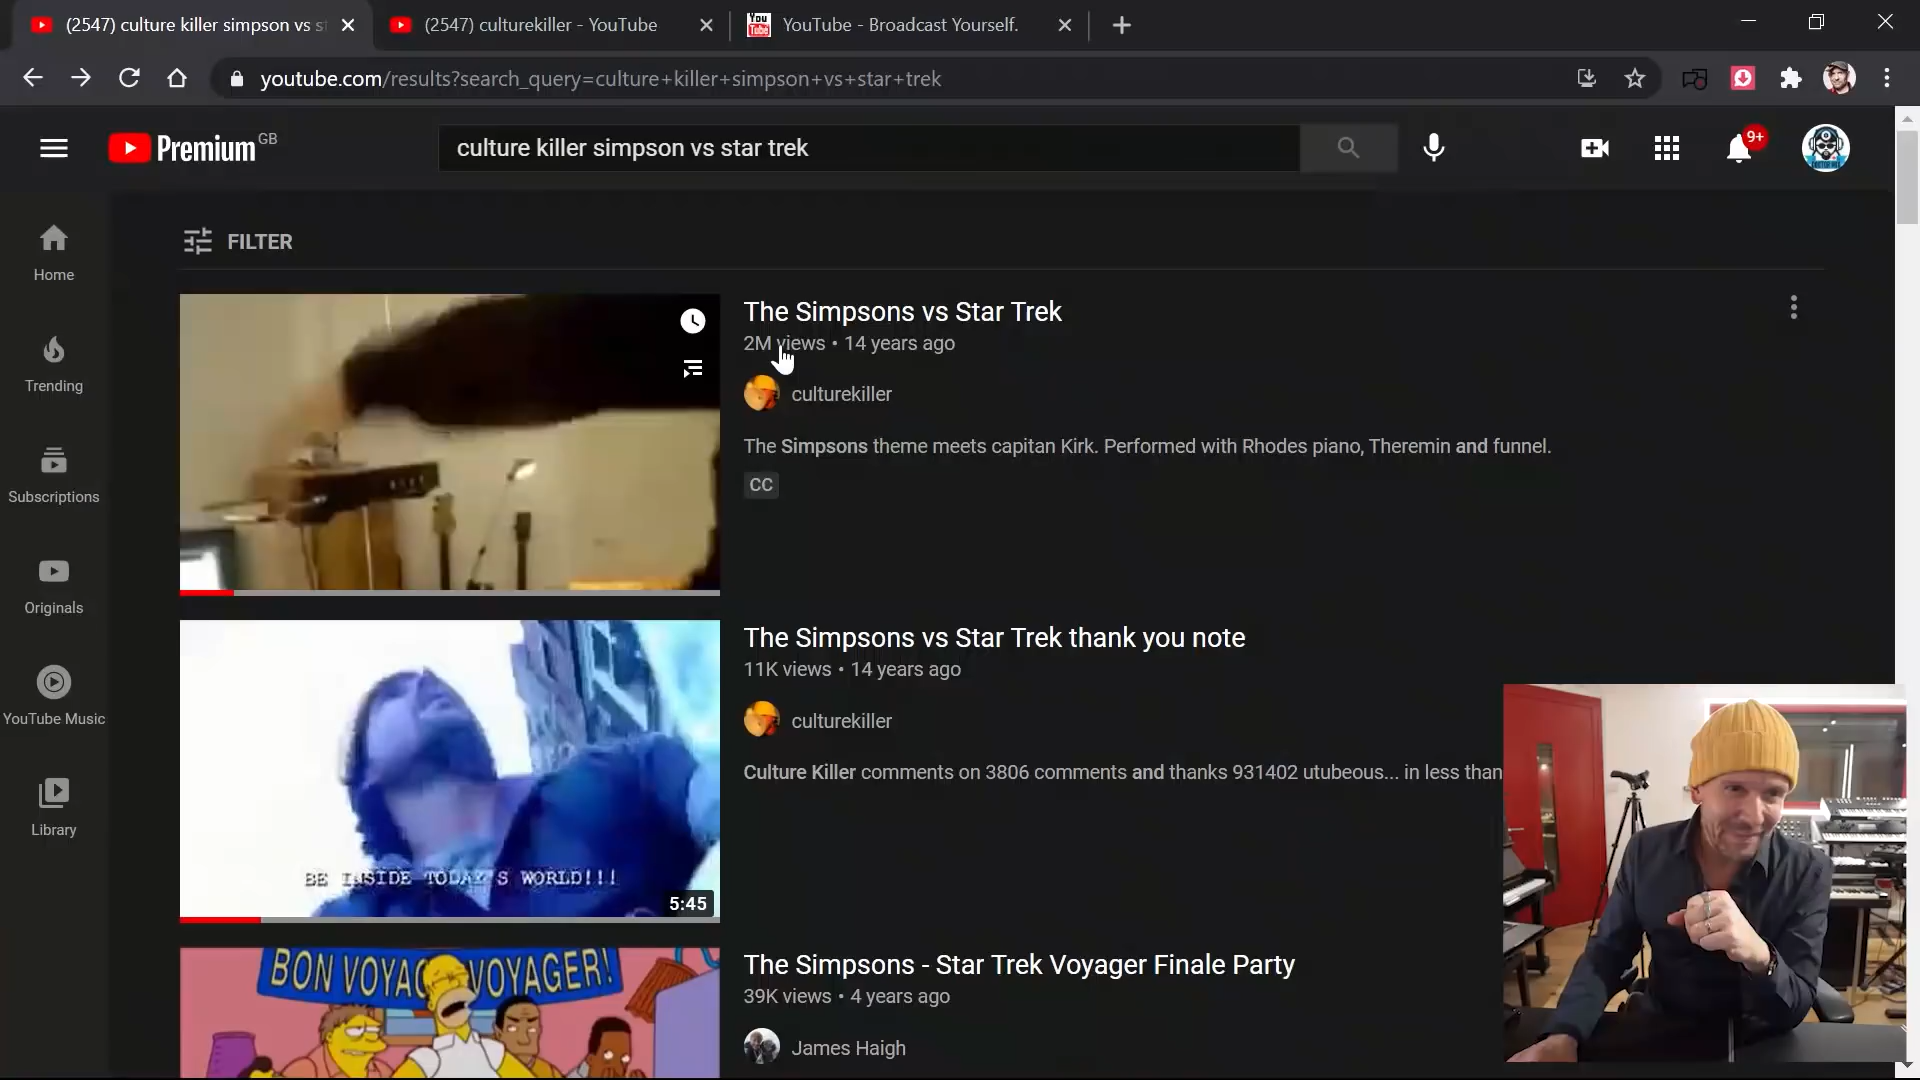 (2547) culture killer simpson vs s
(2547) culturekiller - YouTube
You
Tube
YouTube - Broadcast Yourself.
youtube.com/results?search_query=culture+killer+simpson+vs+star+trek
Premium GB
culture killer simpson vs star trek
9+
FILTER
Home
Trending
Subscriptions
Originals
YouTube Music
Library
The Simpsons vs Star Trek
2M views • 14 years ago
culturekiller
The Simpsons theme meets capitan Kirk. Performed with Rhodes piano, Theremin and funnel.
CC
The Simpsons vs Star Trek thank you note
11K views • 14 years ago
culturekiller
Culture Killer comments on 3806 comments and thanks 931402 utubeous... in less than
BE INSIDE TODAY'S WORLD!!!
5:45
BON VOYAG VOYAGER!
The Simpsons - Star Trek Voyager Finale Party
39K views • 4 years ago
James Haigh